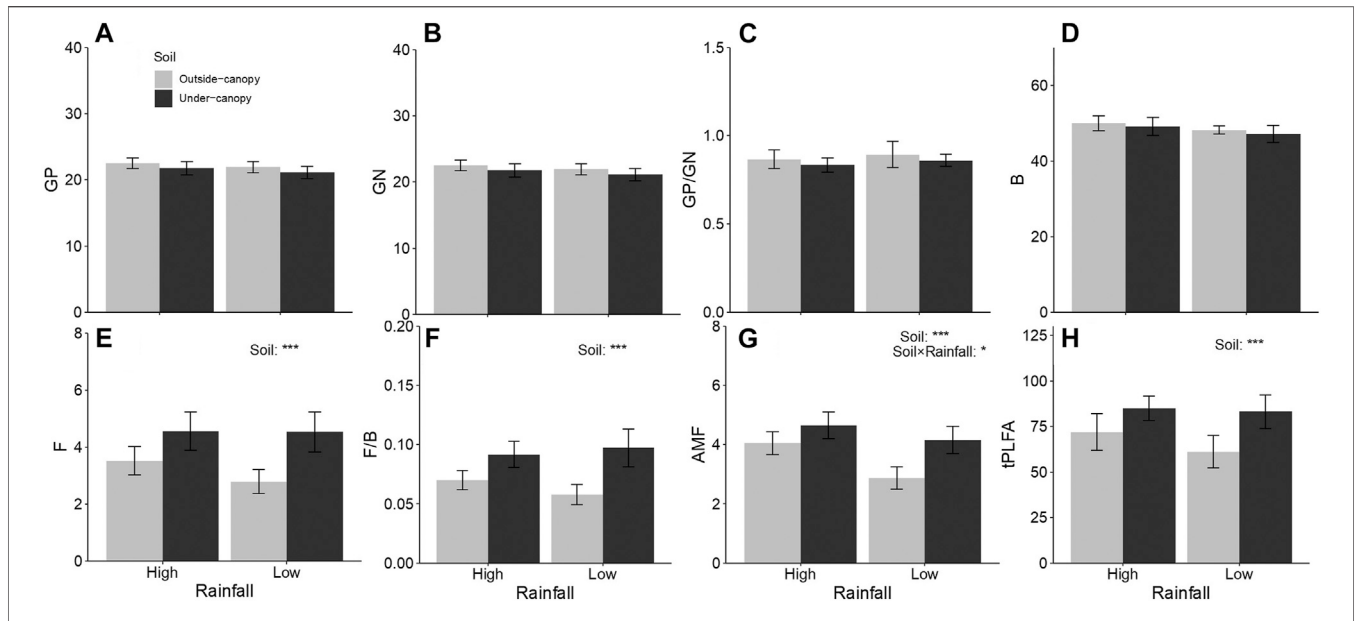 A
B
C
D
40
30
20
10
0
GP
Soil
Outside-canopy
Under-canopy
40
30
20
10
0
GN
1.5
1.0
0.5
0.0
GP/GN
60
40
20
0
B
E
F
G
H
8
6
4
2
0
F
Soil: ***
High
Low
Rainfall
0.20
0.15
0.10
0.05
0.00
F/B
Soil: ***
High
Low
Rainfall
8
6
4
2
0
AMF
Soil: ***
Soil×Rainfall: *
High
Low
Rainfall
125
100
75
50
25
0
tPLFA
Soil: ***
High
Low
Rainfall